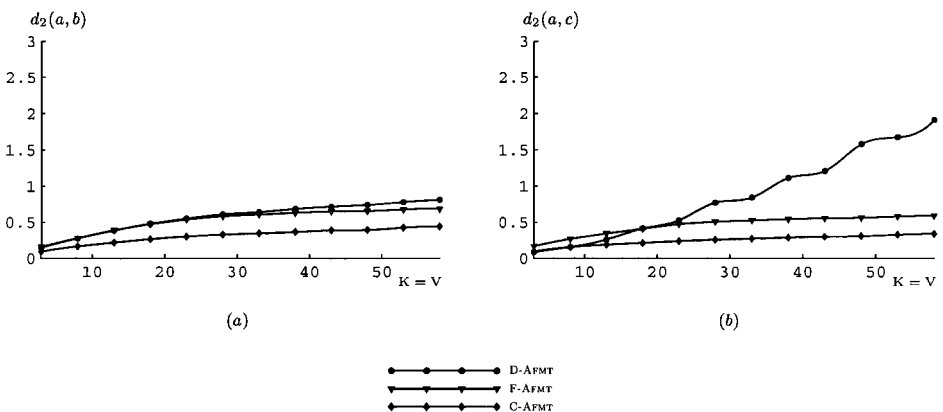 d₂(a, b)
3
2.5
2
1.5
1
0.5
0
10 20 30 40 50
K = V
(a)
d₂(a, c)
3
2.5
2
1.5
1
0.5
0
10 20 30 40 50
K = V
(b)
D-AFMT
F-AFMT
C-AFMT